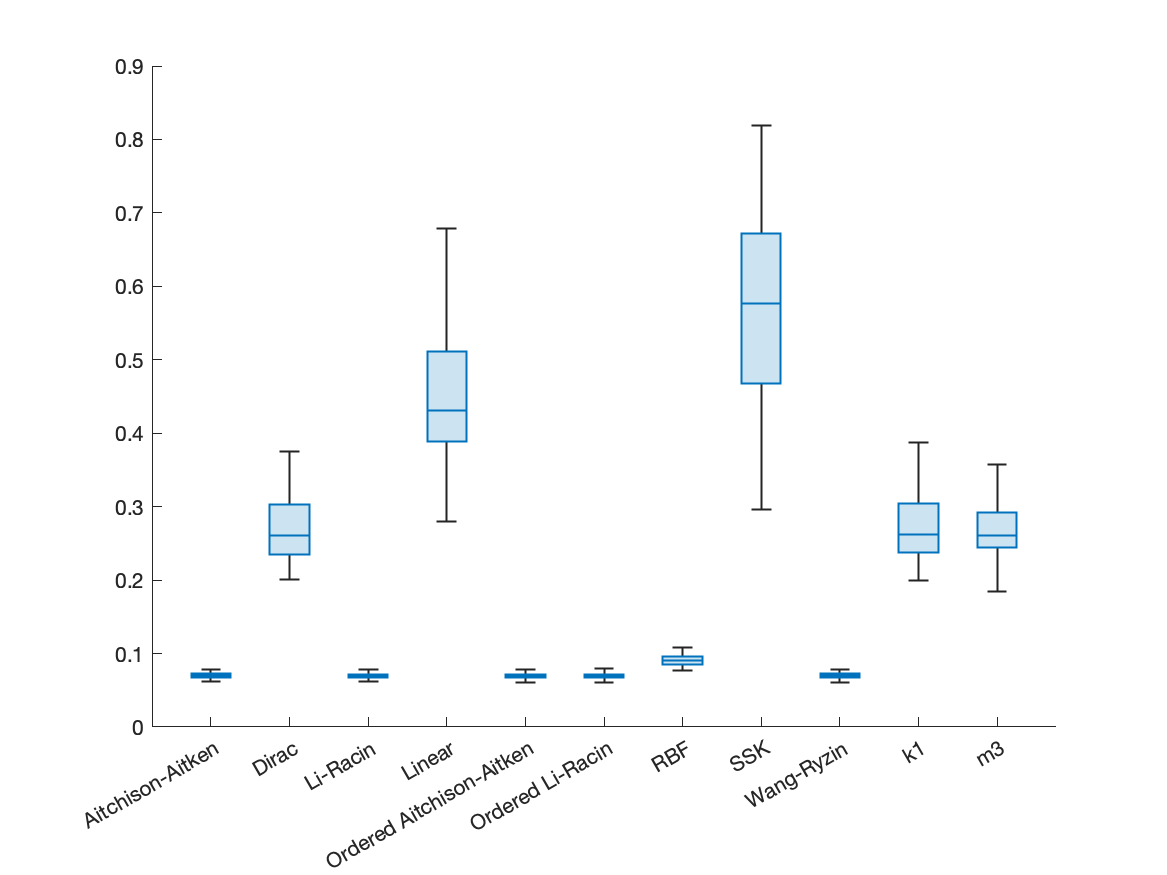 0.9
0.8
0.7
0.6
0.5
0.4
0.3
0.2
0.1
0
Aitchison-Aitken
Dirac
Li-Racin
Linear
Ordered Aitchison-Aitken
Ordered Li-Racin
RBF
SSK
Wang-Ryzin
k1
m3